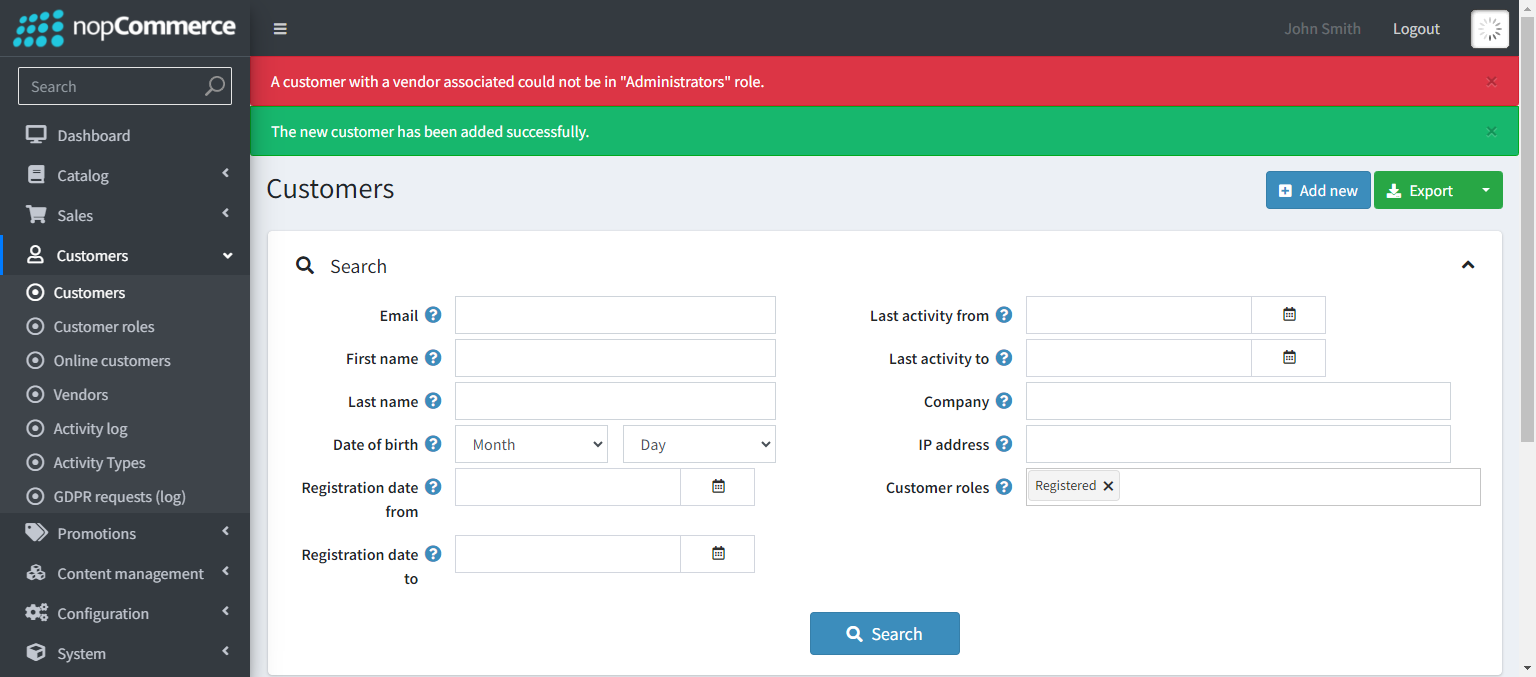 nopCommerce
John Smith
Logout
Search
A customer with a vendor associated could not be in "Administrators" role.
The new customer has been added successfully.
Dashboard
Catalog
Sales
Customers
Customers
Customer roles
Online customers
Vendors
Activity log
Activity Types
GDPR requests (log)
Promotions
Content management
Configuration
System
Customers
Add new
Export
Search
Email
First name
Last name
Date of birth
Month
Day
Registration date
from
Registration date
to
Last activity from
Last activity to
Company
IP address
Customer roles
Registered
Search